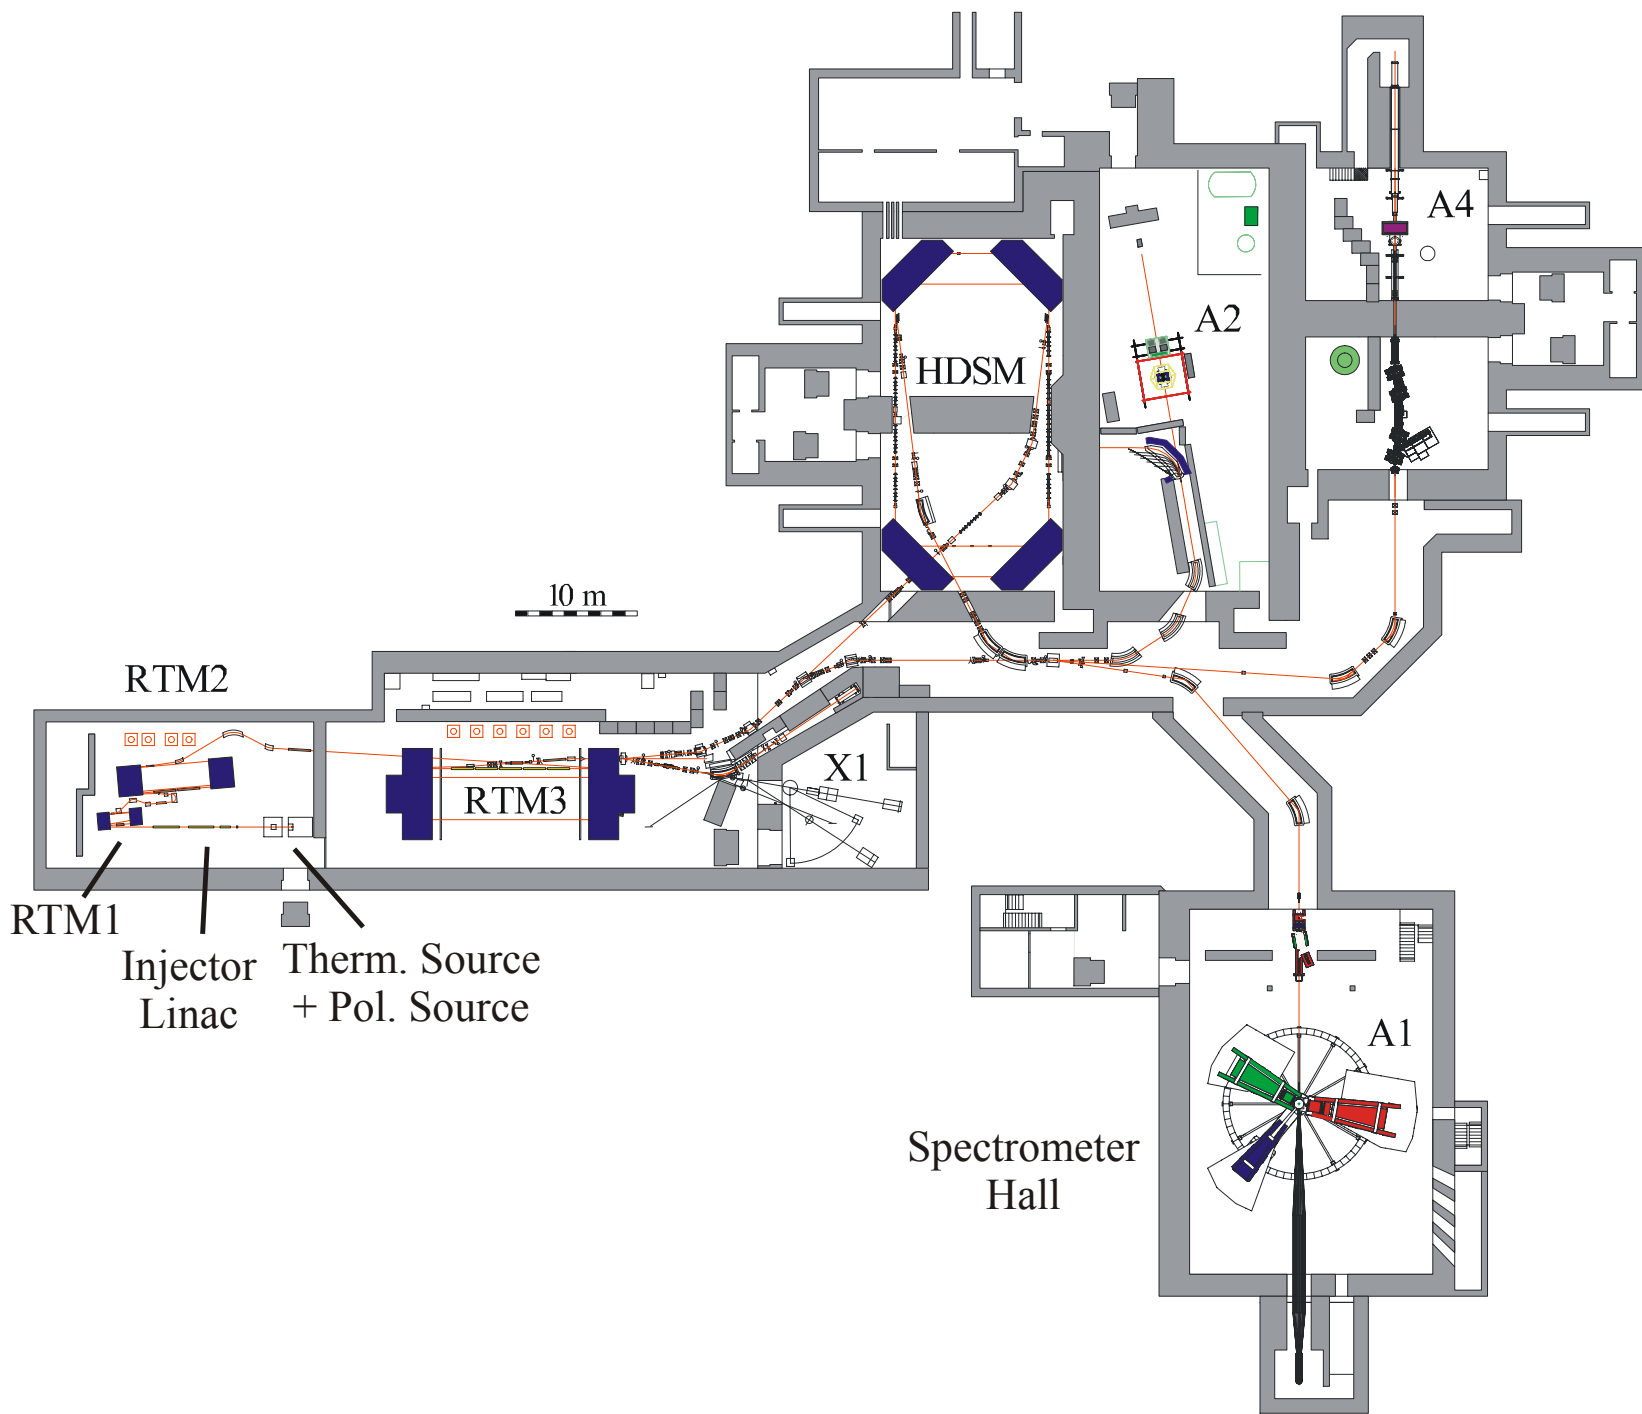 A4
A2
HDSM
10 m
RTM2
X1
RTM3
RTM1
Injector
Linac
Therm. Source
+ Pol. Source
A1
Spectrometer
Hall